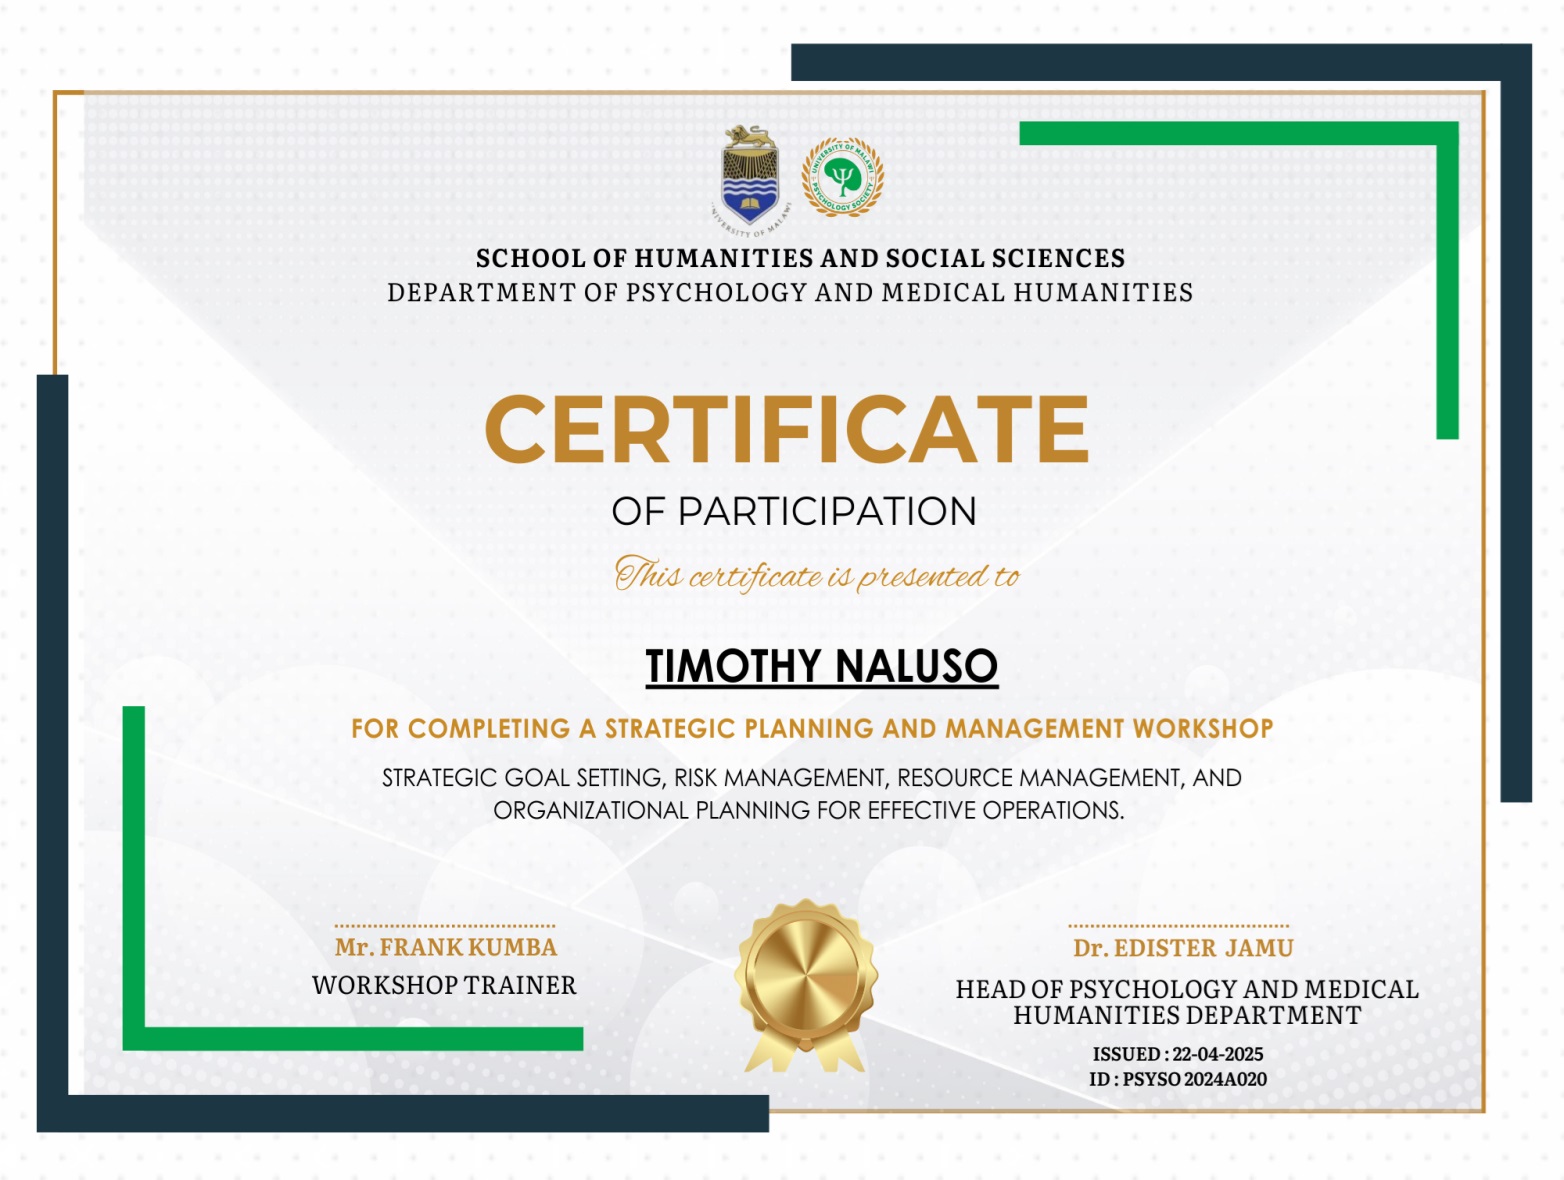 UNIVERSITY OF MALAWI
UNIVERSITY OF MALAWI
PSYCHOLOGY SOCIETY
SCHOOL OF HUMANITIES AND SOCIAL SCIENCES
DEPARTMENT OF PSYCHOLOGY AND MEDICAL HUMANITIES
CERTIFICATE
OF PARTICIPATION
This certificate is presented to
TIMOTHY NALUSO
FOR COMPLETING A STRATEGIC PLANNING AND MANAGEMENT WORKSHOP
STRATEGIC GOAL SETTING, RISK MANAGEMENT, RESOURCE MANAGEMENT, AND
ORGANIZATIONAL PLANNING FOR EFFECTIVE OPERATIONS.
Mr. FRANK KUMBA
WORKSHOP TRAINER
Dr. EDISTER JAMU
HEAD OF PSYCHOLOGY AND MEDICAL
HUMANITIES DEPARTMENT
ISSUED : 22-04-2025
ID : PSYSO 2024A020